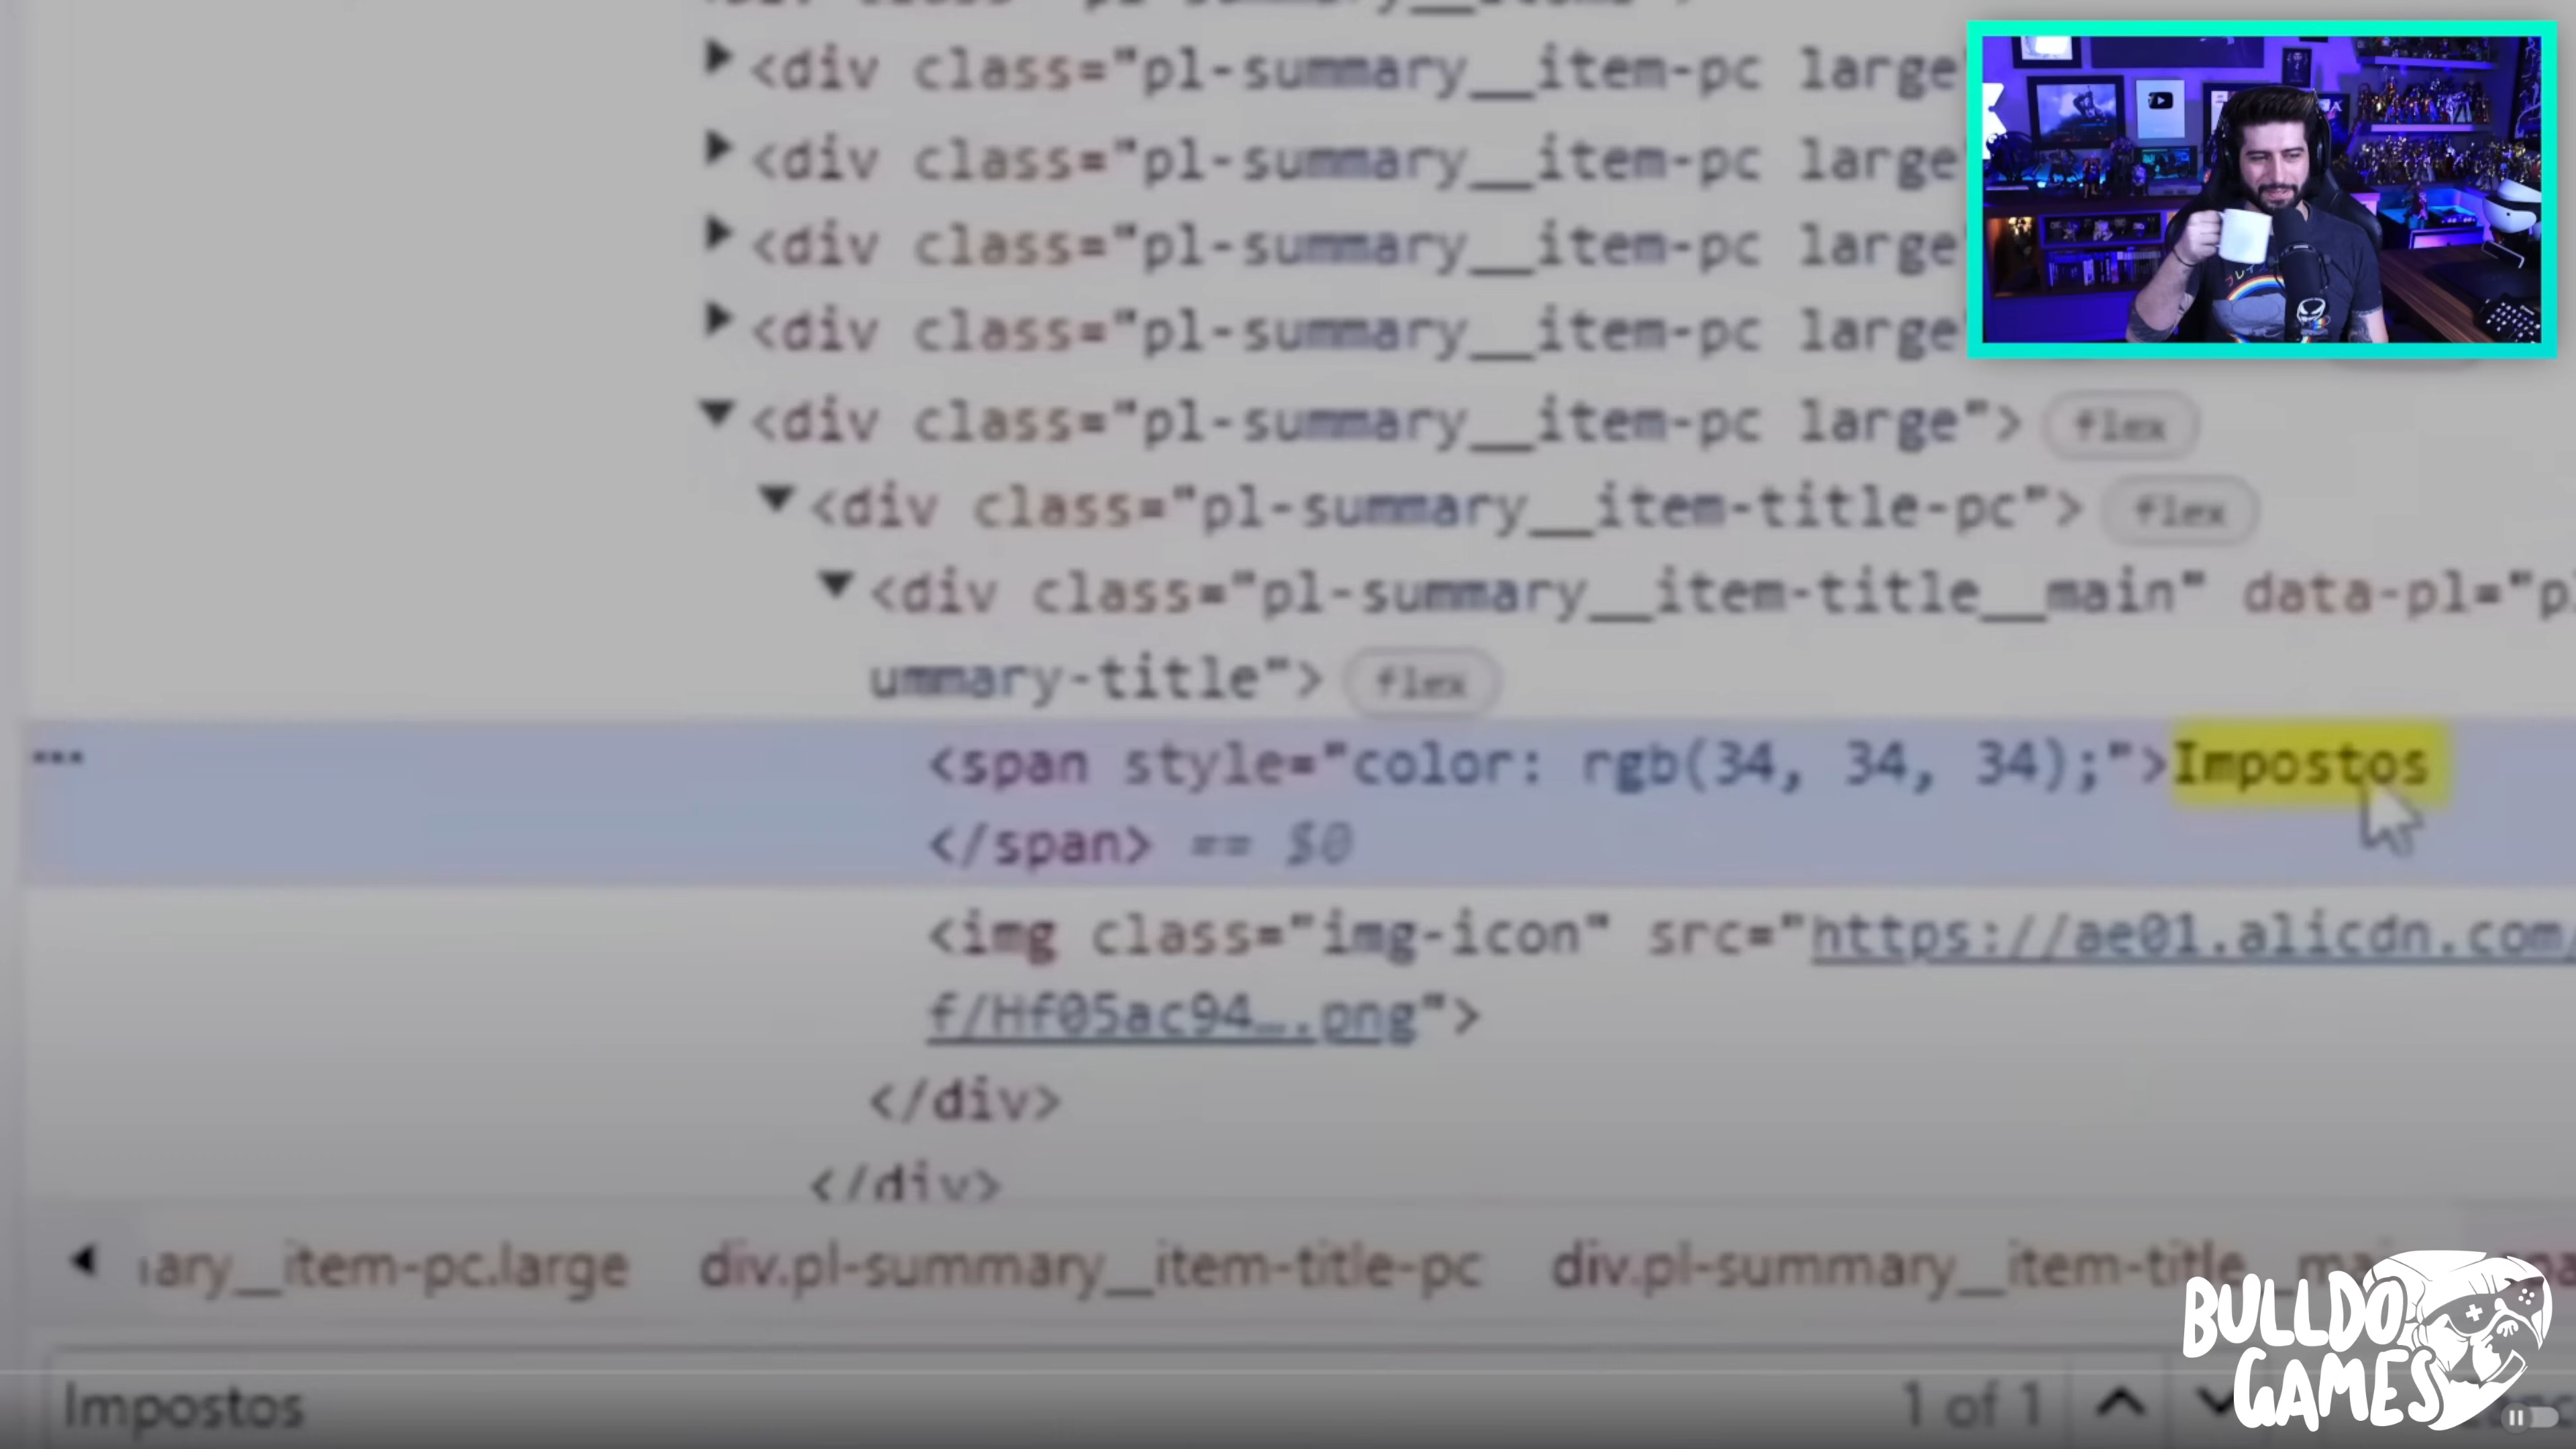 <div class="pl-summary__item-pc large"
<div class="pl-summary__item-pc large"
<div class="pl-summary__item-pc large"
<div class="pl-summary__item-pc large"
<div class="pl-summary__item-pc large"> flex
<div class="pl-summary__item-title-pc"> flex
<div class="pl-summary__item-title__main" data-pl="p
ummary-title"> flex
<span style="color: rgb(34, 34, 34);">Impostos
</span> == $0
<img class="img-icon" src="https://ae01.alicdn.com/
f/Hf05ac94….png">
</div>
</div>
ary__item-pc.large div.pl-summary__item-title-pc div.pl-summary__item-title__ma
Impostos 1 of 1
BULLDOG
GAMES